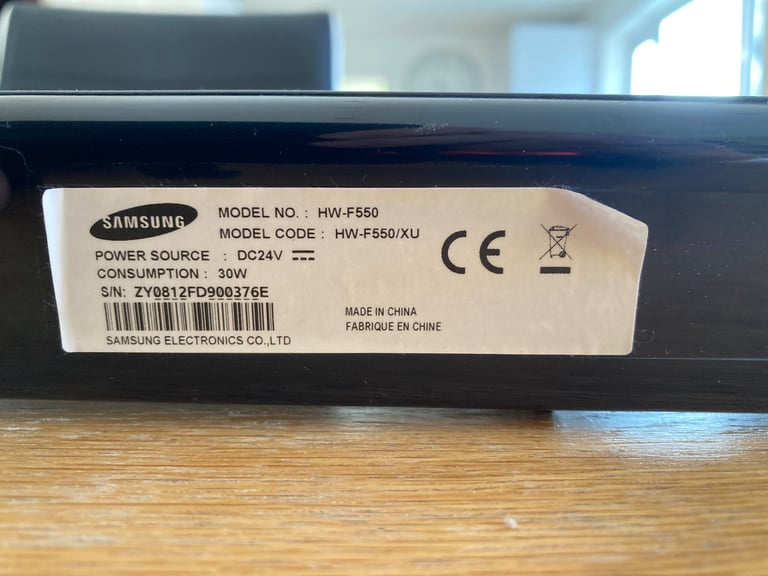 SAMSUNG
MODEL NO. : HW-F550
MODEL CODE : HW-F550/XU
POWER SOURCE : DC24V
CONSUMPTION : 30W
S/N: ZY0812FD900376E
SAMSUNG ELECTRONICS CO.,LTD
MADE IN CHINA
FABRIQUE EN CHINE
CE